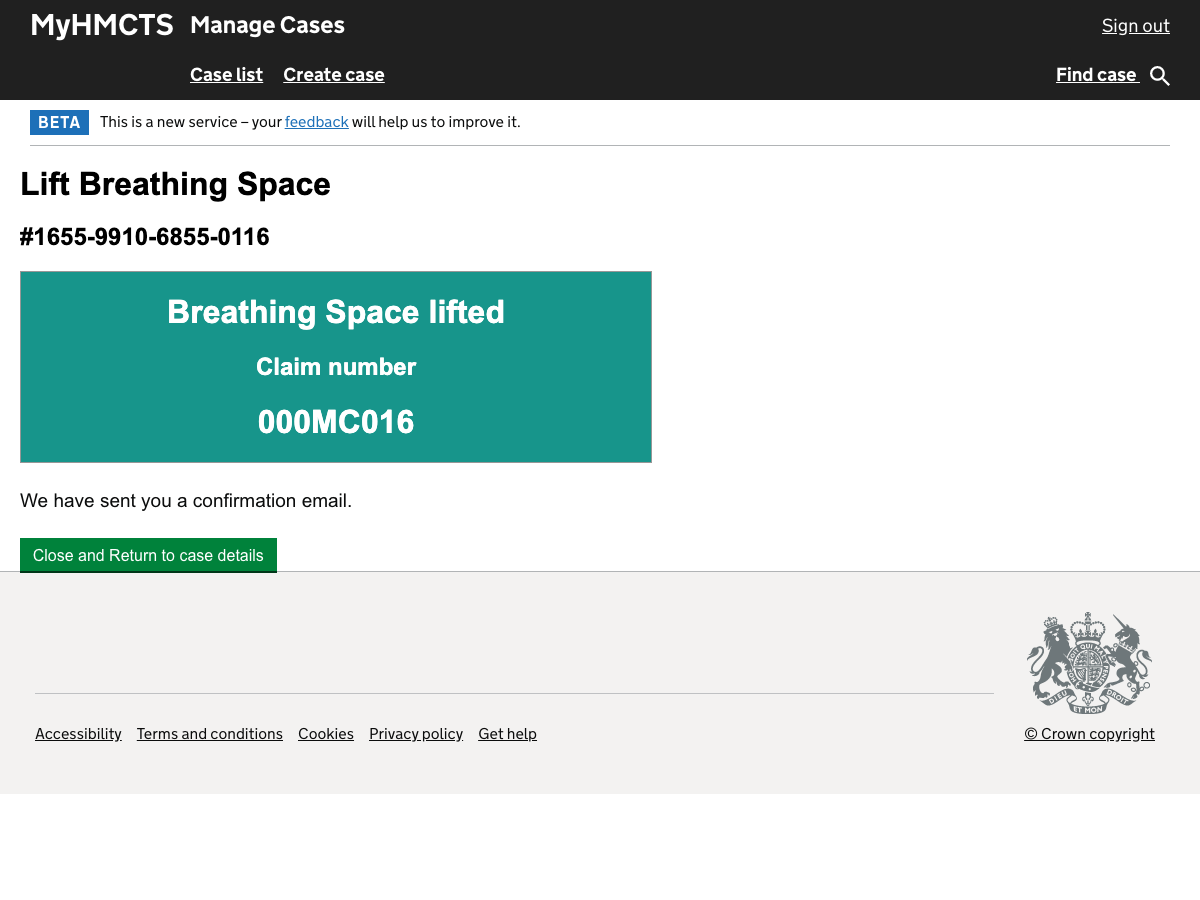 MyHMCTS Manage Cases Sign out
Case list Create case Find case
BETA This is a new service – your feedback will help us to improve it.
Lift Breathing Space
#1655-9910-6855-0116
Breathing Space lifted
Claim number
000MC016
We have sent you a confirmation email.
Close and Return to case details
DIEU ET MON DROIT
Accessibility Terms and conditions Cookies Privacy policy Get help © Crown copyright